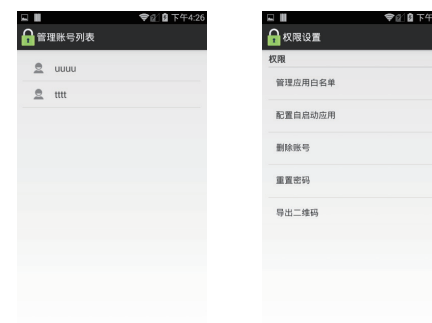 下午4:26
管理账号列表
uuuu
tttt
下午
权限设置
权限
管理应用白名单
配置自启动应用
删除账号
重置密码
导出二维码